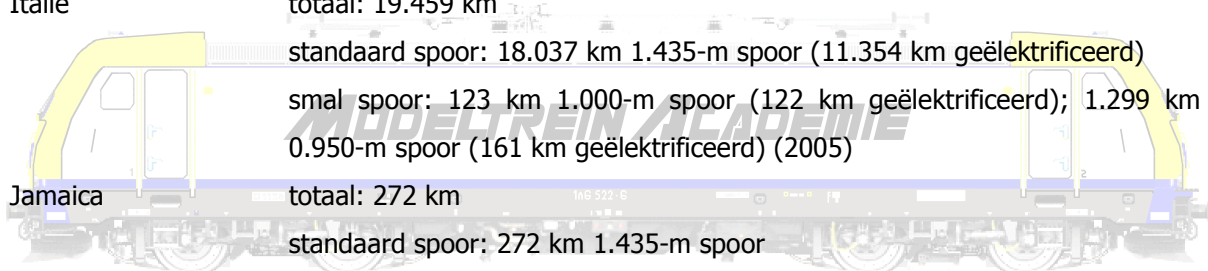 Italië totaal: 19.459 km
standaard spoor: 18.037 km 1.435-m spoor (11.354 km geëlektrificeerd)
smal spoor: 123 km 1.000-m spoor (122 km geëlektrificeerd); 1.299 km
MODELTREIN ACADEMIE
0.950-m spoor (161 km geëlektrificeerd) (2005)
Jamaica totaal: 272 km
1 2
standaard spoor: 272 km 1.435-m spoor